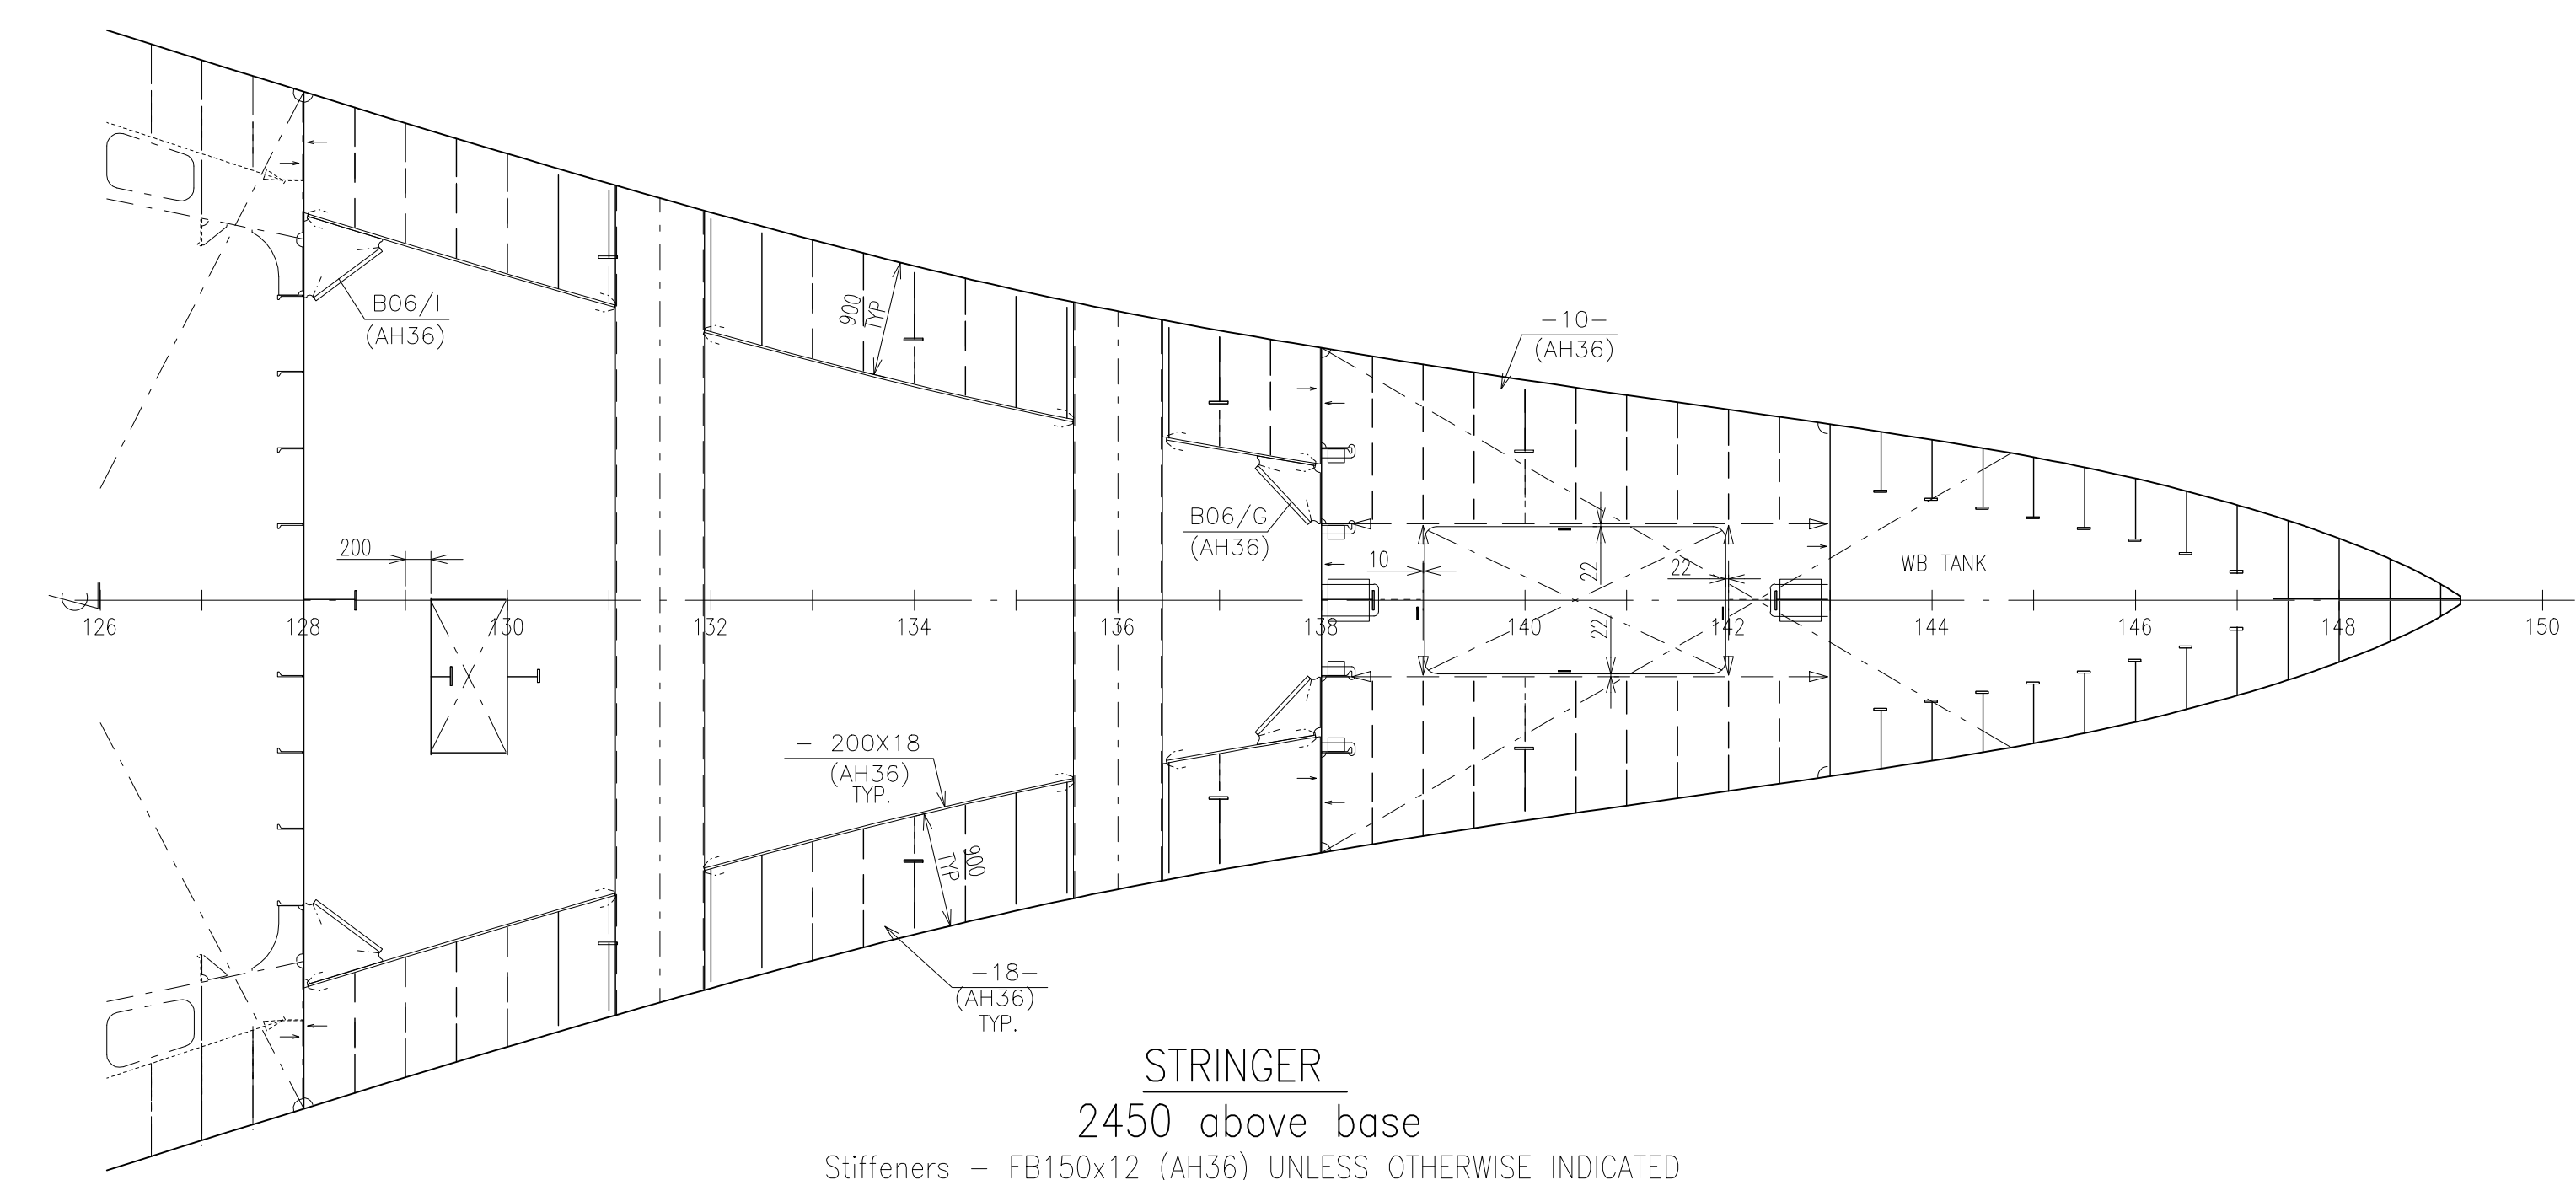 B06/I
(AH36)
900
TYP
-10-
(AH36)
B06/G
(AH36)
200
10
22
22
22
WB TANK
126
128
130
132
134
136
138
140
142
144
146
148
150
- 200X18
(AH36)
TYP.
900
TYP
-18-
(AH36)
TYP.
STRINGER
2450 above base
Stiffeners - FB150x12 (AH36) UNLESS OTHERWISE INDICATED